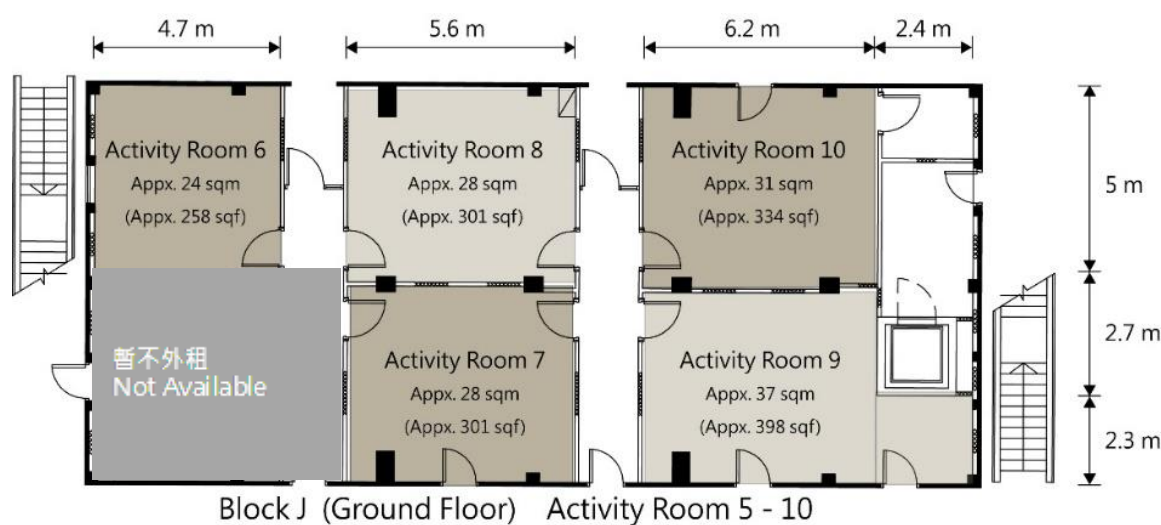 4.7 m
5.6 m
6.2 m
2.4 m
Activity Room 6
Appx. 24 sqm
(Appx. 258 sqf)
Activity Room 8
Appx. 28 sqm
(Appx. 301 sqf)
Activity Room 10
Appx. 31 sqm
(Appx. 334 sqf)
5 m
暫不外租
Not Available
Activity Room 7
Appx. 28 sqm
(Appx. 301 sqf)
Activity Room 9
Appx. 37 sqm
(Appx. 398 sqf)
2.7 m
2.3 m
Block J (Ground Floor) Activity Room 5 - 10